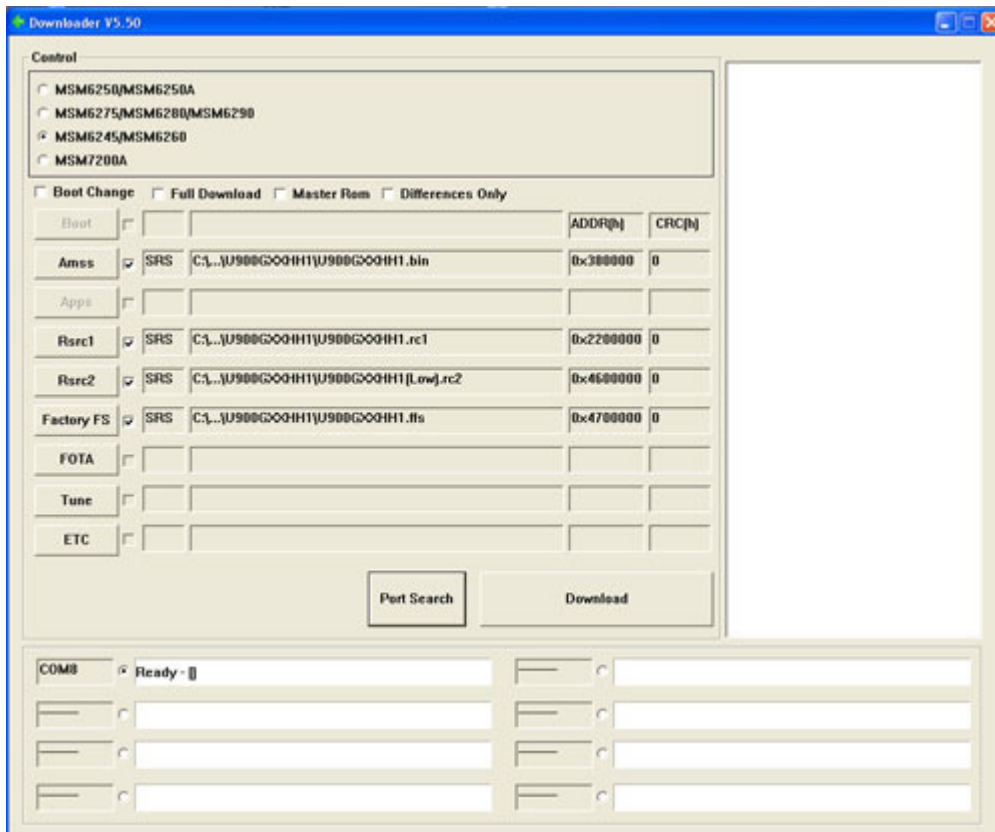 Downloader V5.50
Control
MSM6250/MSM6250A
MSM6275/MSM6280/MSM6290
MSM6245/MSM6260
MSM7200A
Boot Change Full Download Master Rom Differences Only
Boot ADDR(h) CRC(h)
Amss SRS C:\...\U900GXXHH1\U900GXXHH1.bin 0x380000 0
Apps
Rsrc1 SRS C:\...\U900GXXHH1\U900GXXHH1.rc1 0x2200000 0
Rsrc2 SRS C:\...\U900GXXHH1\U900GXXHH1(Low).rc2 0x4600000 0
Factory FS SRS C:\...\U900GXXHH1\U900GXXHH1.ffs 0x4700000 0
FOTA
Tune
ETC
Port Search Download
COM8 Ready - []